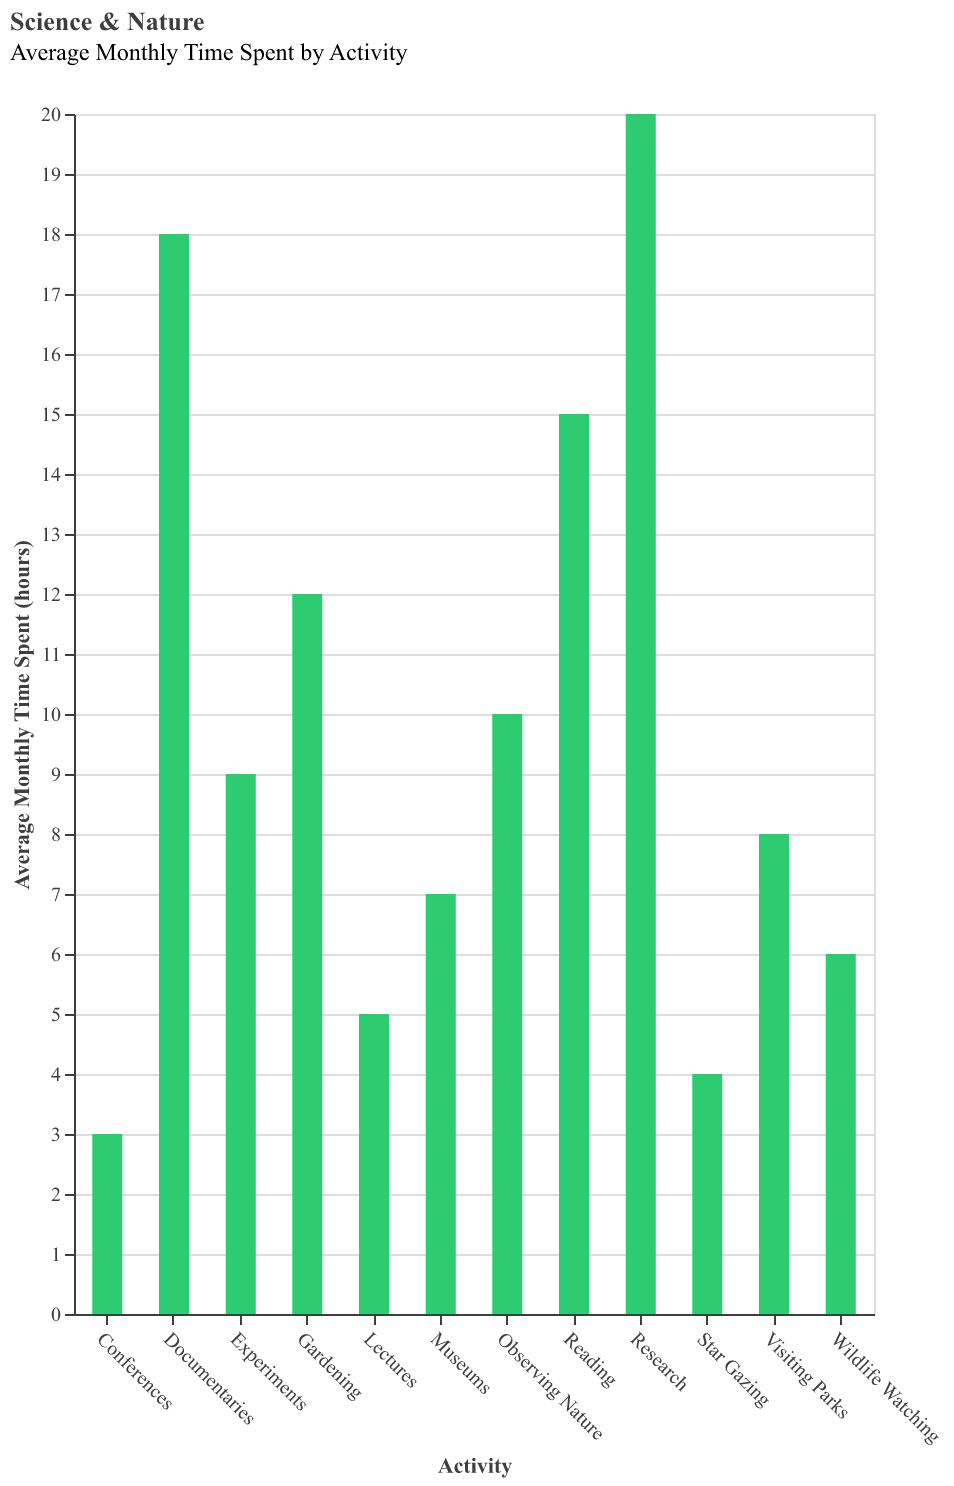 Science & Nature
Average Monthly Time Spent by Activity
Average Monthly Time Spent (hours)
20
19
18
17
16
15
14
13
12
11
10
9
8
7
6
5
4
3
2
1
0
Conferences
Documentaries
Experiments
Gardening
Lectures
Museums
Observing Nature
Reading
Research
Star Gazing
Visiting Parks
Wildlife Watching
Activity